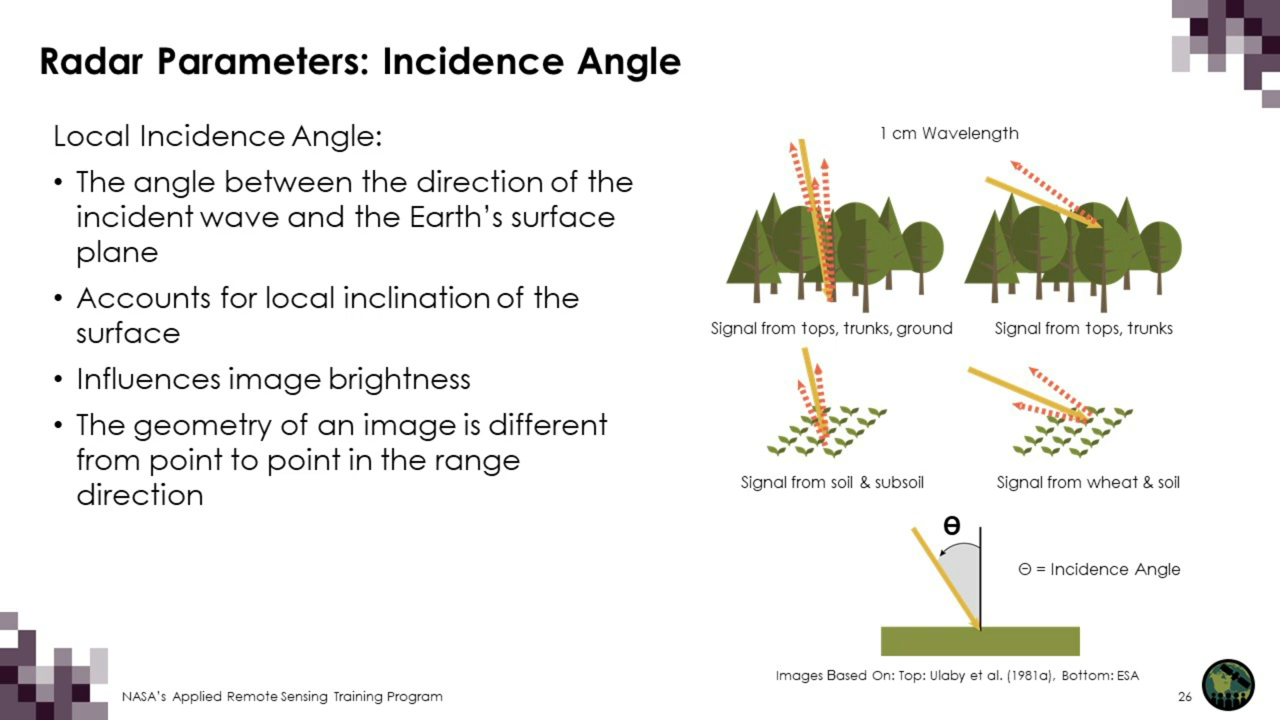 Radar Parameters: Incidence Angle
Local Incidence Angle:
• The angle between the direction of the
incident wave and the Earth's surface
plane
• Accounts for local inclination of the
surface
• Influences image brightness
• The geometry of an image is different
from point to point in the range
direction
1 cm Wavelength
Signal from tops, trunks, ground
Signal from tops, trunks
Signal from soil & subsoil
Signal from wheat & soil
Ɵ
Θ = Incidence Angle
Images Based On: Top: Ulaby et al. (1981a), Bottom: ESA
NASA's Applied Remote Sensing Training Program
26